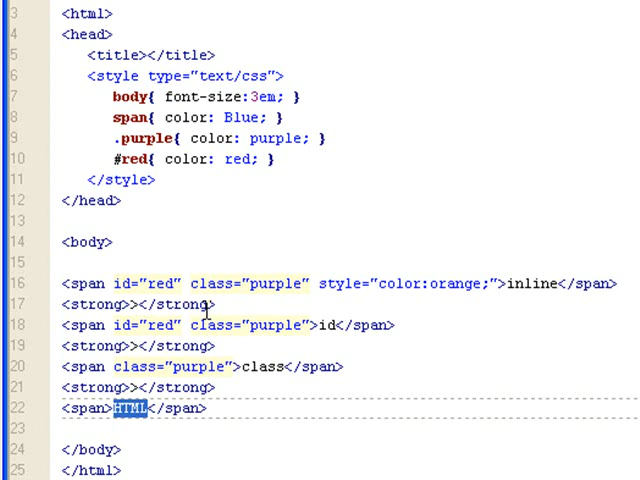 3 <html>
4 <head>
5 <title></title>
6 <style type="text/css">
7 body{ font-size:3em; }
8 span{ color: Blue; }
9 .purple{ color: purple; }
10 #red{ color: red; }
11 </style>
12 </head>
13
14 <body>
15
16 <span id="red" class="purple" style="color:orange;">inline</span>
17 <strong>></strong>
18 <span id="red" class="purple">id</span>
19 <strong>></strong>
20 <span class="purple">class</span>
21 <strong>></strong>
22 <span>HTML</span>
23
24 </body>
25 </html>